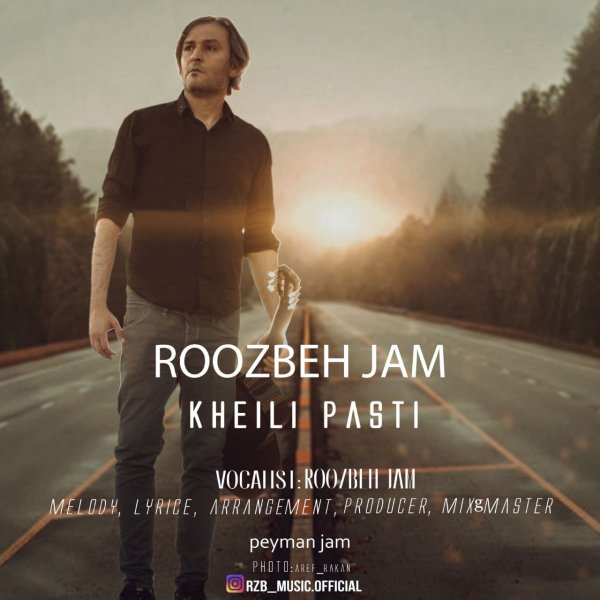 ROOZBEH JAM
KHEILI PASTI
VOCALIST: ROOZBEH JAM
MELODY, LYRICE, ARRANGEMENT, PRODUCER, MIX&MASTER
peyman jam
PHOTO: AREF_RAKAN
RZB_MUSIC.OFFICIAL